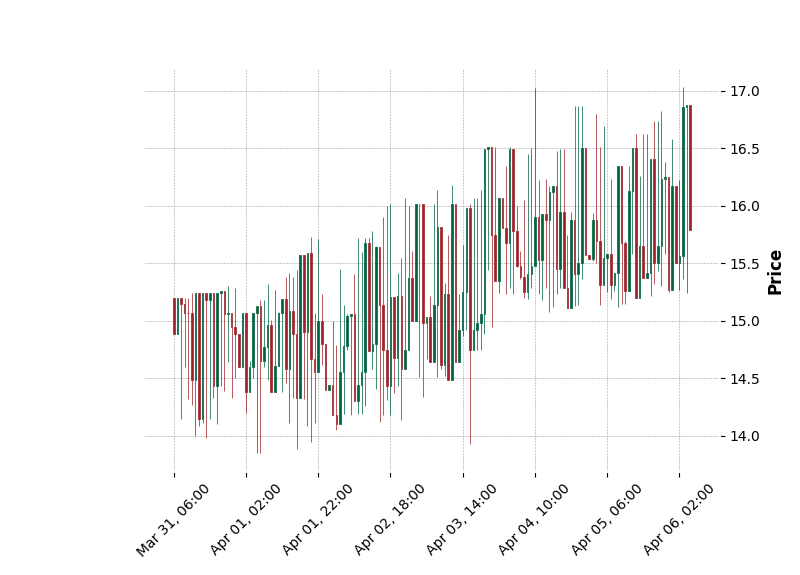 17.0
16.5
16.0
15.5
15.0
14.5
14.0
Price
Mar 31, 06:00
Apr 01, 02:00
Apr 01, 22:00
Apr 02, 18:00
Apr 03, 14:00
Apr 04, 10:00
Apr 05, 06:00
Apr 06, 02:00